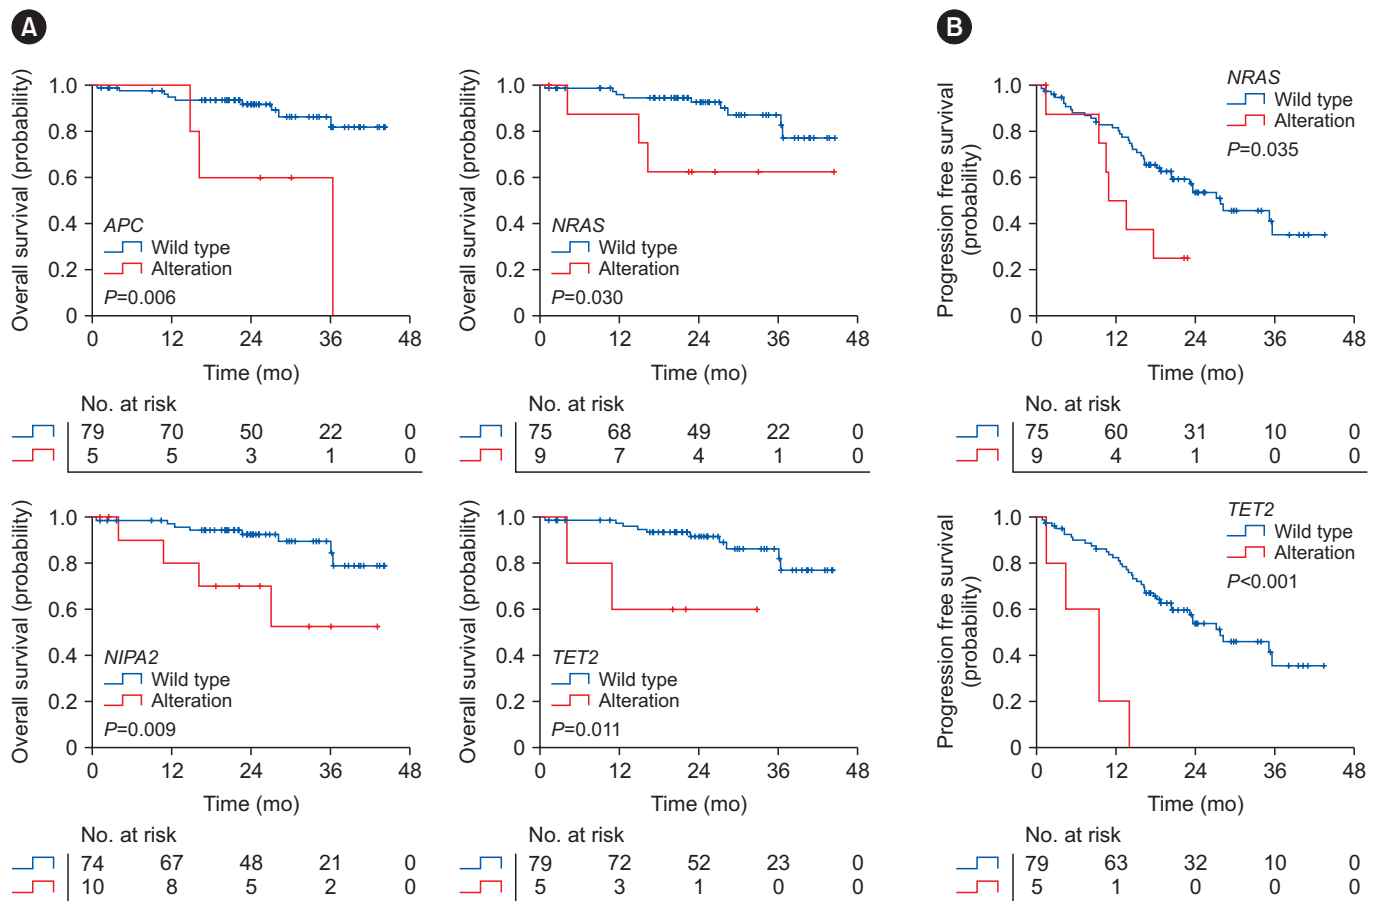 A
Overall survival (probability)
1.0
0.8
0.6
0.4
0.2
0
APC
Wild type
Alteration
P=0.006
0 12 24 36 48
Time (mo)
No. at risk
79 70 50 22 0
5 5 3 1 0
Overall survival (probability)
1.0
0.8
0.6
0.4
0.2
0
NRAS
Wild type
Alteration
P=0.030
0 12 24 36 48
Time (mo)
No. at risk
75 68 49 22 0
9 7 4 1 0
Overall survival (probability)
1.0
0.8
0.6
0.4
0.2
0
NIPA2
Wild type
Alteration
P=0.009
0 12 24 36 48
Time (mo)
No. at risk
74 67 48 21 0
10 8 5 2 0
Overall survival (probability)
1.0
0.8
0.6
0.4
0.2
0
TET2
Wild type
Alteration
P=0.011
0 12 24 36 48
Time (mo)
No. at risk
79 72 52 23 0
5 3 1 0 0
B
Progression free survival
(probability)
1.0
0.8
0.6
0.4
0.2
0
NRAS
Wild type
Alteration
P=0.035
0 12 24 36 48
Time (mo)
No. at risk
75 60 31 10 0
9 4 1 0 0
Progression free survival
(probability)
1.0
0.8
0.6
0.4
0.2
0
TET2
Wild type
Alteration
P<0.001
0 12 24 36 48
Time (mo)
No. at risk
79 63 32 10 0
5 1 0 0 0